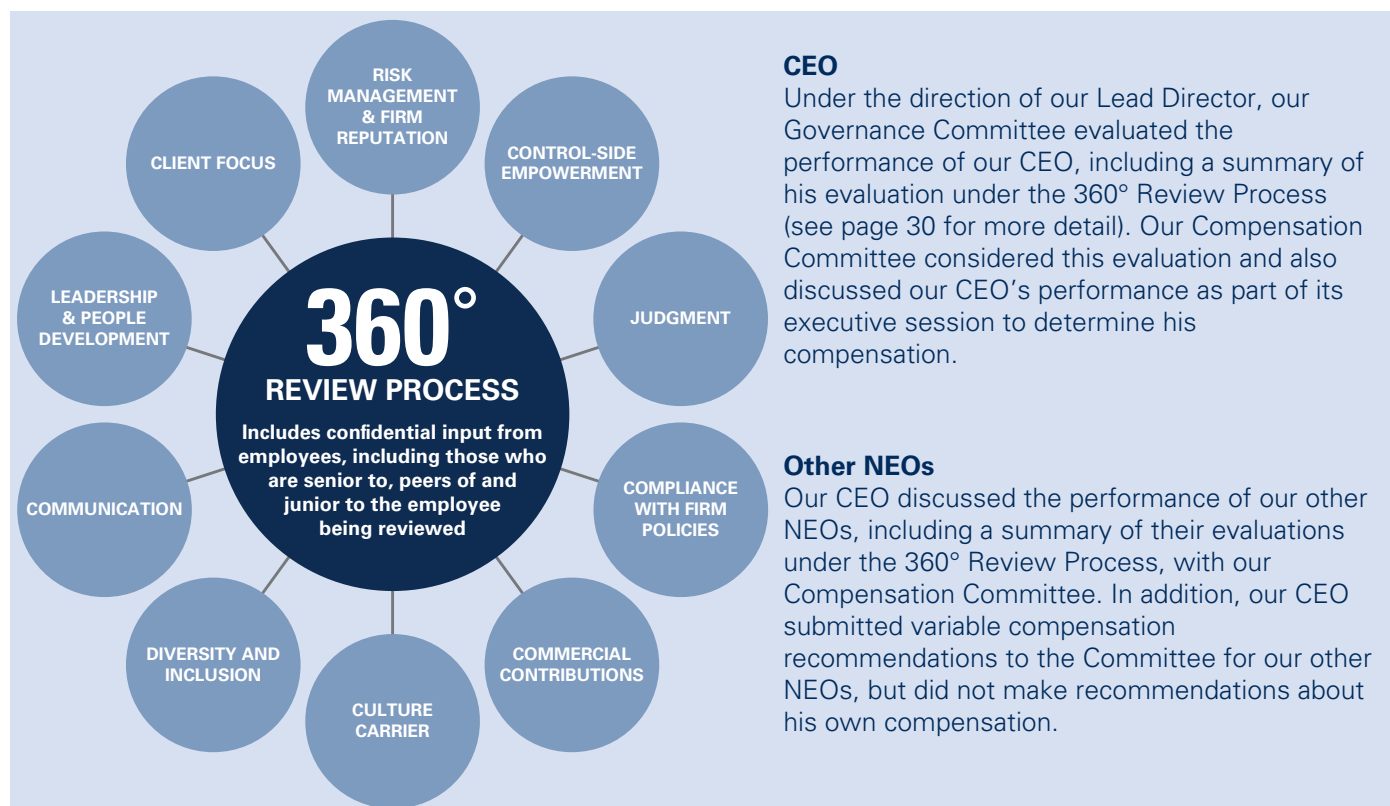 RISK
MANAGEMENT
& FIRM
REPUTATION
CONTROL-SIDE
EMPOWERMENT
JUDGMENT
COMPLIANCE
WITH FIRM
POLICIES
COMMERCIAL
CONTRIBUTIONS
CULTURE
CARRIER
DIVERSITY AND
INCLUSION
COMMUNICATION
LEADERSHIP
& PEOPLE
DEVELOPMENT
CLIENT FOCUS
360°
REVIEW PROCESS
Includes confidential input from
employees, including those who
are senior to, peers of and
junior to the employee
being reviewed
CEO
Under the direction of our Lead Director, our
Governance Committee evaluated the
performance of our CEO, including a summary of
his evaluation under the 360° Review Process
(see page 30 for more detail). Our Compensation
Committee considered this evaluation and also
discussed our CEO’s performance as part of its
executive session to determine his
compensation.
Other NEOs
Our CEO discussed the performance of our other
NEOs, including a summary of their evaluations
under the 360° Review Process, with our
Compensation Committee. In addition, our CEO
submitted variable compensation
recommendations to the Committee for our other
NEOs, but did not make recommendations about
his own compensation.